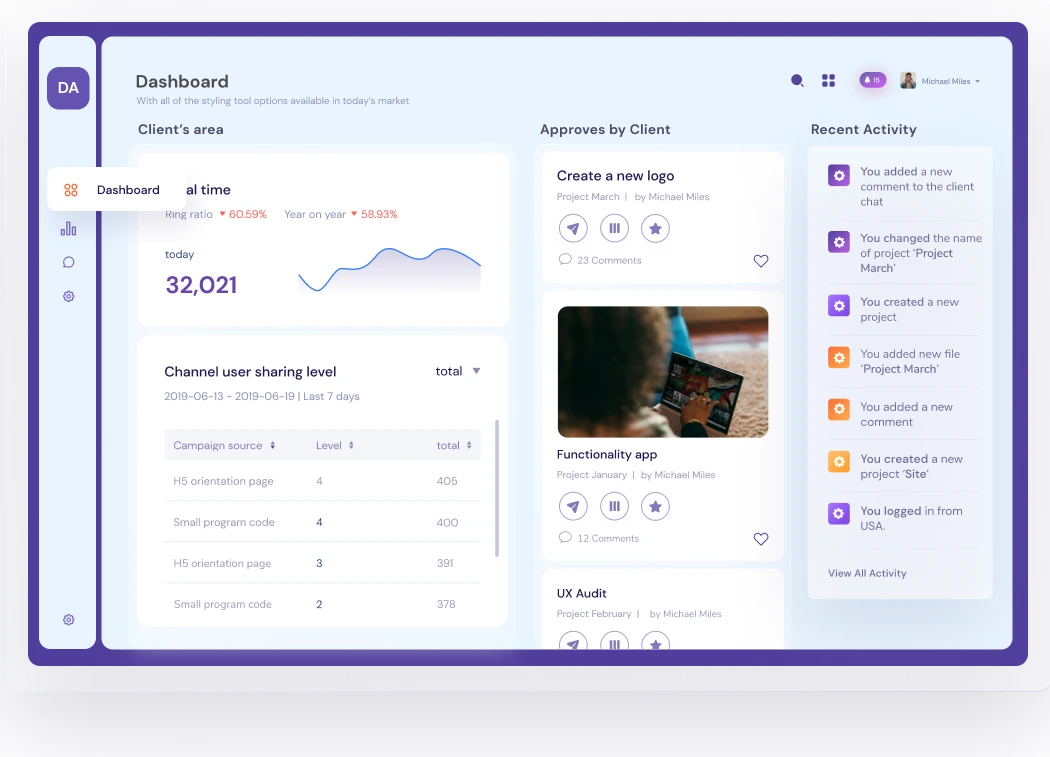 DA
Dashboard
With all of the styling tool options available in today's market
15
Michael Miles
Client's area
Approves by Client
Recent Activity
Dashboard
al time
Ring ratio 60.59% Year on year 58.93%
today
32,021
Channel user sharing level total
2019-06-13 - 2019-06-19 | Last 7 days
Campaign source Level total
H5 orientation page 4 405
Small program code 4 400
H5 orientation page 3 391
Small program code 2 378
Create a new logo
Project March | by Michael Miles
23 Comments
Functionality app
Project January | by Michael Miles
12 Comments
UX Audit
Project February | by Michael Miles
You added a new
comment to the client
chat
You changed the name
of project ‘Project
March’
You created a new
project
You added new file
‘Project March’
You added a new
comment
You created a new
project ‘Site’
You logged in from
USA.
View All Activity